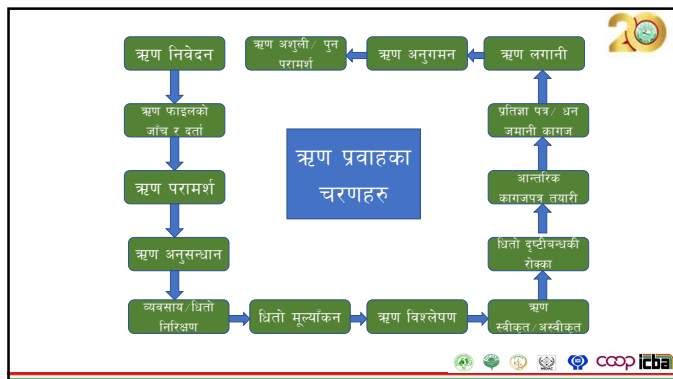 ऋण निवेदन
ऋण फाइलको
जाँच र दर्ता
ऋण परामर्श
ऋण अनुसन्धान
व्यवसाय/धितो
निरिक्षण
धितो मूल्याँकन
ऋण विश्लेषण
ऋण
स्वीकृत/अस्वीकृत
धितो दृष्टीबन्धकी
रोक्का
आन्तरिक
कागजपत्र तयारी
प्रतिज्ञा पत्र/ धन
जमानी कागज
ऋण लगानी
ऋण अनुगमन
ऋण अशुली/ पुन
परामर्श
ऋण प्रवाहका
चरणहरु
20
coop icba